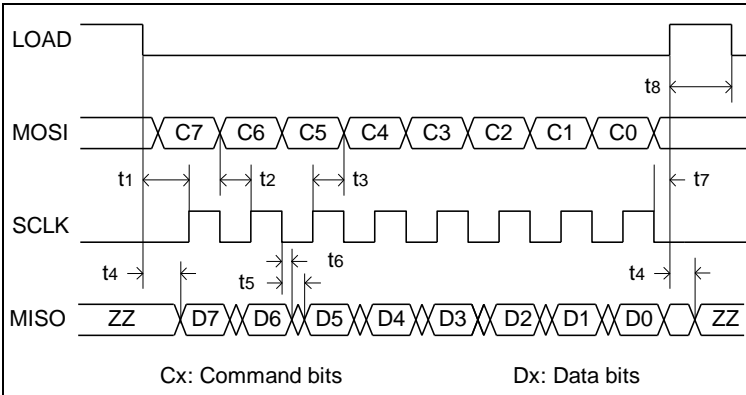 LOAD
t8
MOSI C7 C6 C5 C4 C3 C2 C1 C0
t1 t2 t3 t7
SCLK
t6
t4 t5 t4
MISO ZZ D7 D6 D5 D4 D3 D2 D1 D0 ZZ
Cx: Command bits Dx: Data bits